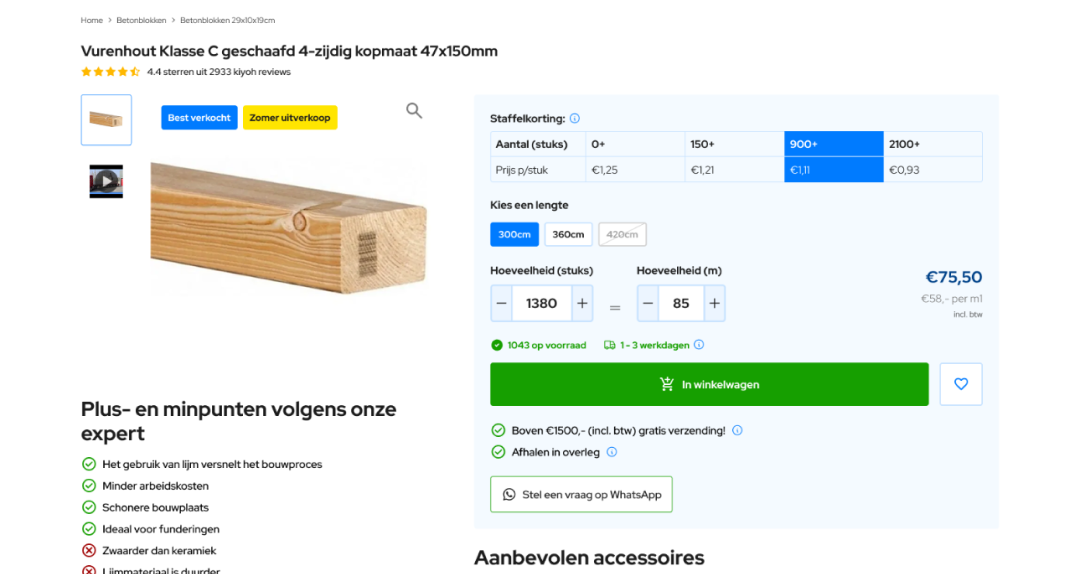 Home > Betonblokken > Betonblokken 29x10x19cm
Vurenhout Klasse C geschaafd 4-zijdig kopmaat 47x150mm
4.4 sterren uit 2933 kiyoh reviews
Best verkocht
Zomer uitverkoop
Plus- en minpunten volgens onze
expert
Het gebruik van lijm versnelt het bouwproces
Minder arbeidskosten
Schonere bouwplaats
Ideaal voor funderingen
Zwaarder dan keramiek
Lijmmateriaal is duurder
Staffelkorting:
Aantal (stuks) 0+ 150+ 900+ 2100+
Prijs p/stuk €1,25 €1,21 €1,11 €0,93
Kies een lengte
300cm 360cm 420cm
Hoeveelheid (stuks) Hoeveelheid (m)
− 1380 + = − 85 +
€75,50
€58,- per m1
incl. btw
1043 op voorraad 1 - 3 werkdagen
In winkelwagen
Boven €1500,- (incl. btw) gratis verzending!
Afhalen in overleg
Stel een vraag op WhatsApp
Aanbevolen accessoires